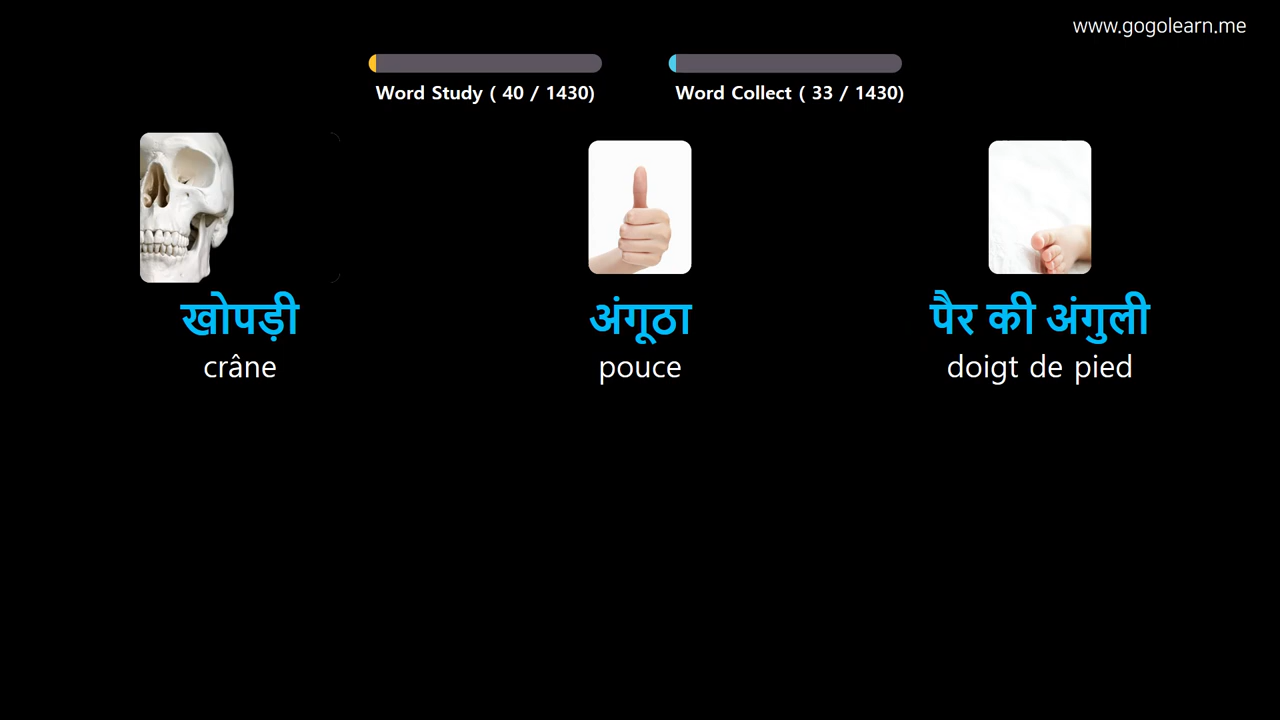 www.gogolearn.me
Word Study ( 40 / 1430)
Word Collect ( 33 / 1430)
खोपड़ी
crâne
अंगूठा
pouce
पैर की अंगुली
doigt de pied